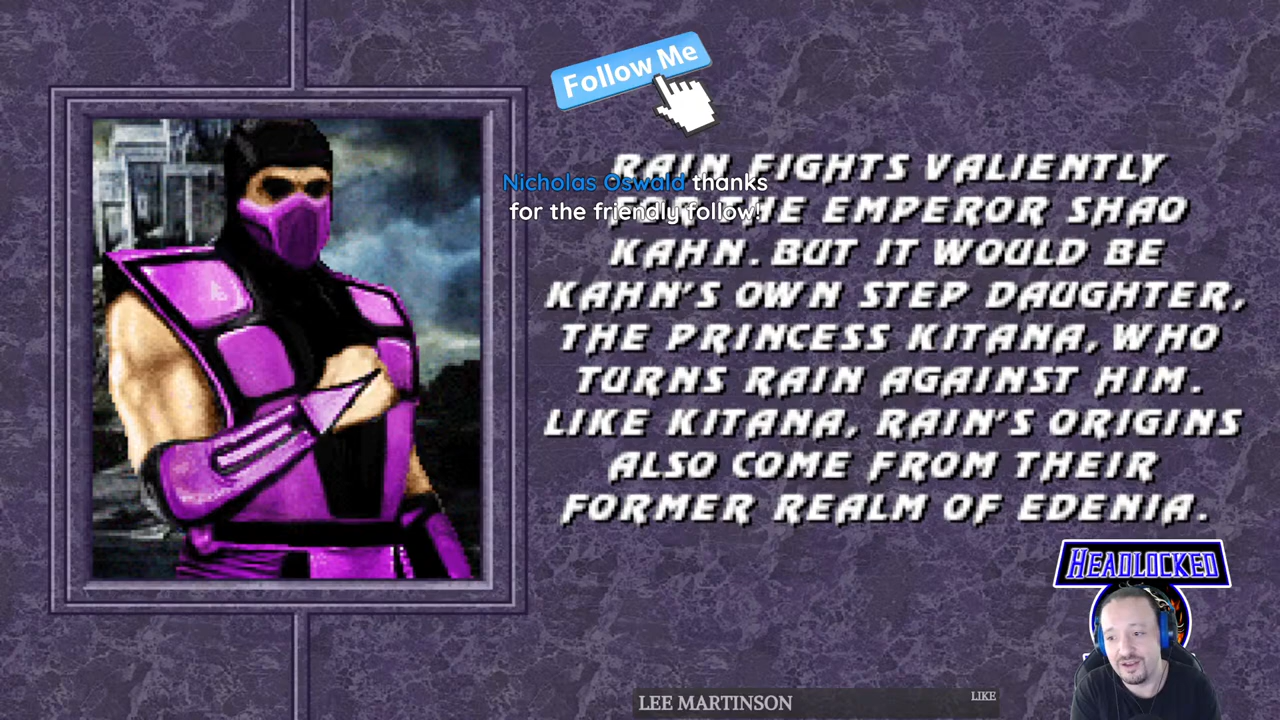 Follow Me
RAIN FIGHTS VALIENTLY
Nicholas Oswald thanks
for the friendly follow!
THE EMPEROR SHAO
KAHN. BUT IT WOULD BE
KAHN'S OWN STEP DAUGHTER,
THE PRINCESS KITANA, WHO
TURNS RAIN AGAINST HIM.
LIKE KITANA, RAIN'S ORIGINS
ALSO COME FROM THEIR
FORMER REALM OF EDENIA.
HEADLOCKED
LEE MARTINSON
LIKE